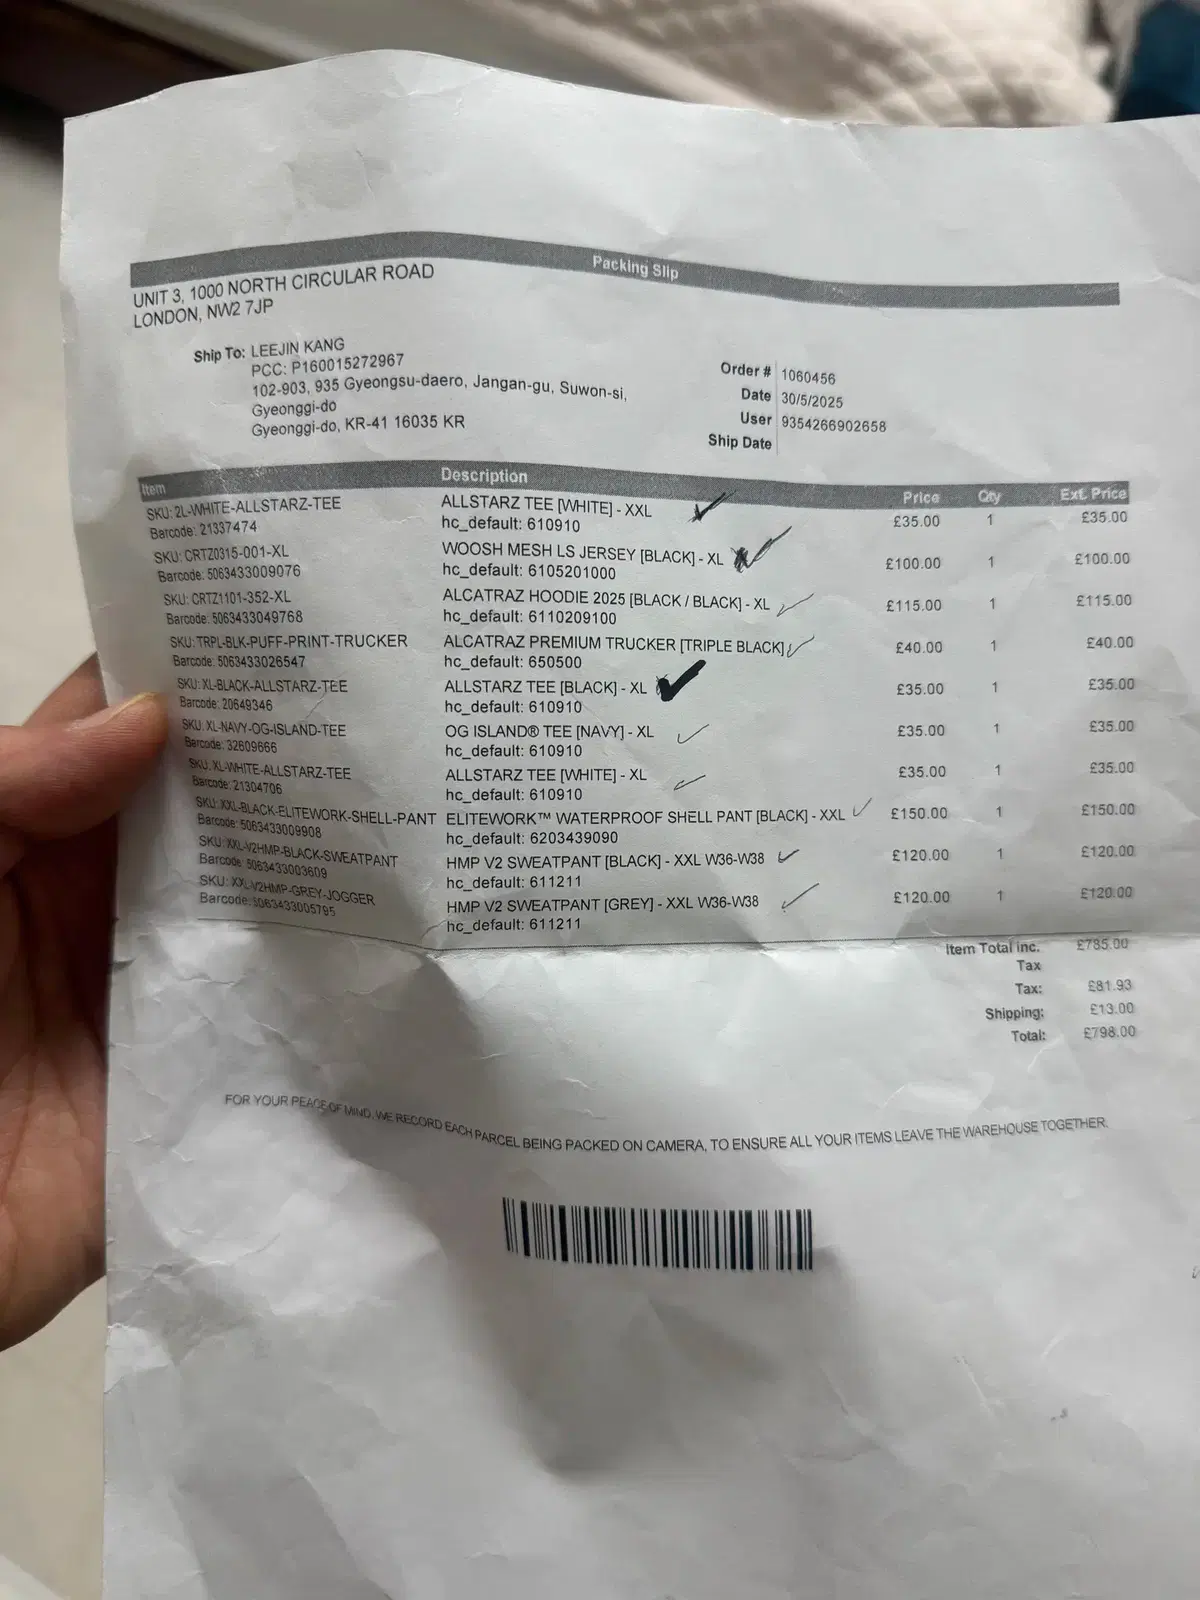 Packing Slip
UNIT 3, 1000 NORTH CIRCULAR ROAD
LONDON, NW2 7JP
Ship To: LEEJIN KANG
PCC: P160015272967
102-903, 935 Gyeongsu-daero, Jangan-gu, Suwon-si,
Gyeonggi-do
Gyeonggi-do, KR-41 16035 KR
Order # 1060456
Date 30/5/2025
User 9354266902658
Ship Date
Item Description Price Qty Ext. Price
SKU: 2L-WHITE-ALLSTARZ-TEE ALLSTARZ TEE [WHITE] - XXL £35.00 1 £35.00
Barcode: 21337474 hc_default: 610910
SKU: CRTZ0315-001-XL WOOSH MESH LS JERSEY [BLACK] - XL £100.00 1 £100.00
Barcode: 5063433009076 hc_default: 6105201000
SKU: CRTZ1101-352-XL ALCATRAZ HOODIE 2025 [BLACK / BLACK] - XL £115.00 1 £115.00
Barcode: 5063433049768 hc_default: 6110209100
SKU: TRPL-BLK-PUFF-PRINT-TRUCKER ALCATRAZ PREMIUM TRUCKER [TRIPLE BLACK] £40.00 1 £40.00
Barcode: 5063433026547 hc_default: 650500
SKU: XL-BLACK-ALLSTARZ-TEE ALLSTARZ TEE [BLACK] - XL £35.00 1 £35.00
Barcode: 20649346 hc_default: 610910
SKU: XL-NAVY-OG-ISLAND-TEE OG ISLAND® TEE [NAVY] - XL £35.00 1 £35.00
Barcode: 32609666 hc_default: 610910
SKU: XL-WHITE-ALLSTARZ-TEE ALLSTARZ TEE [WHITE] - XL £35.00 1 £35.00
Barcode: 21304706 hc_default: 610910
SKU: XXL-BLACK-ELITEWORK-SHELL-PANT ELITEWORK™ WATERPROOF SHELL PANT [BLACK] - XXL £150.00 1 £150.00
Barcode: 5063433009908 hc_default: 6203439090
SKU: XXL-V2HMP-BLACK-SWEATPANT HMP V2 SWEATPANT [BLACK] - XXL W36-W38 £120.00 1 £120.00
Barcode: 5063433003609 hc_default: 611211
SKU: XXL-V2HMP-GREY-JOGGER HMP V2 SWEATPANT [GREY] - XXL W36-W38 £120.00 1 £120.00
Barcode: 5063433005795 hc_default: 611211
Item Total inc. £785.00
Tax
Tax: £81.93
Shipping: £13.00
Total: £798.00
FOR YOUR PEACE OF MIND, WE RECORD EACH PARCEL BEING PACKED ON CAMERA, TO ENSURE ALL YOUR ITEMS LEAVE THE WAREHOUSE TOGETHER.